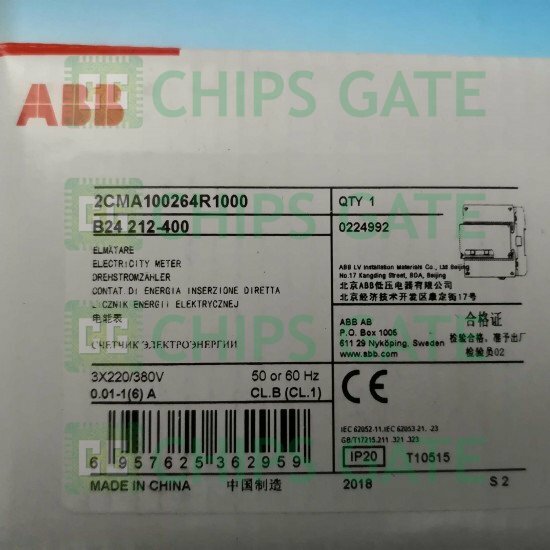 ABB
CHIPS GATE
2CMA100264R1000
QTY 1
B24 212-400
0224992
ELMÄTARE
ELECTRICITY METER
DREHSTROMZÄHLER
CONTAT. DI ENERGIA INSERZIONE DIRETTA
LICZNIK ENERGII ELEKTRYCZNEJ
电能表
СЧЕТЧИК ЭЛЕКТРОЭНЕРГИИ
ABB LV Installation Materials Co., Ltd Beijing
No.17 Kangding Street, BDA, Beijing
北京ABB低压电器有限公司
北京经济技术开发区康定街17号
ABB AB
P.O. Box 1005
611 29 Nyköping, Sweden
www.abb.com
合格证
检验合格，准予出厂
检验员02
3X220/380V
50 or 60 Hz
0.01-1(6) A
CL.B (CL.1)
CE
IEC 62052-11, IEC 62053-21, -23
GB/T17215.211 .321 .323
6 957625 362959
IP20
T10515
MADE IN CHINA
中国制造
2018
S 2
CHIPS GATE
CHIPS GATE
CHIPS GATE